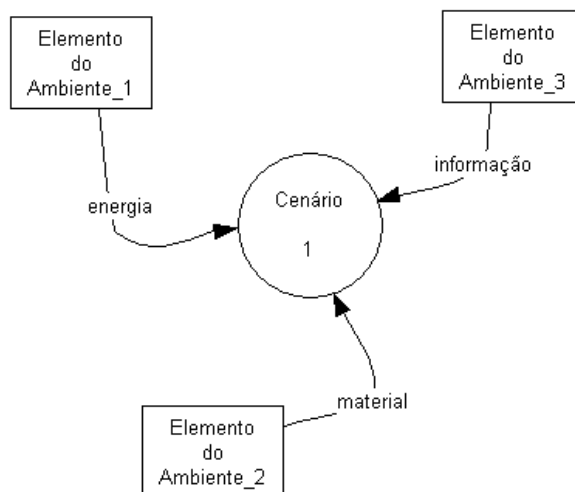 Elemento
do
Ambiente_1
Elemento
do
Ambiente_3
informação
energia
Cenário
1
material
Elemento
do
Ambiente_2